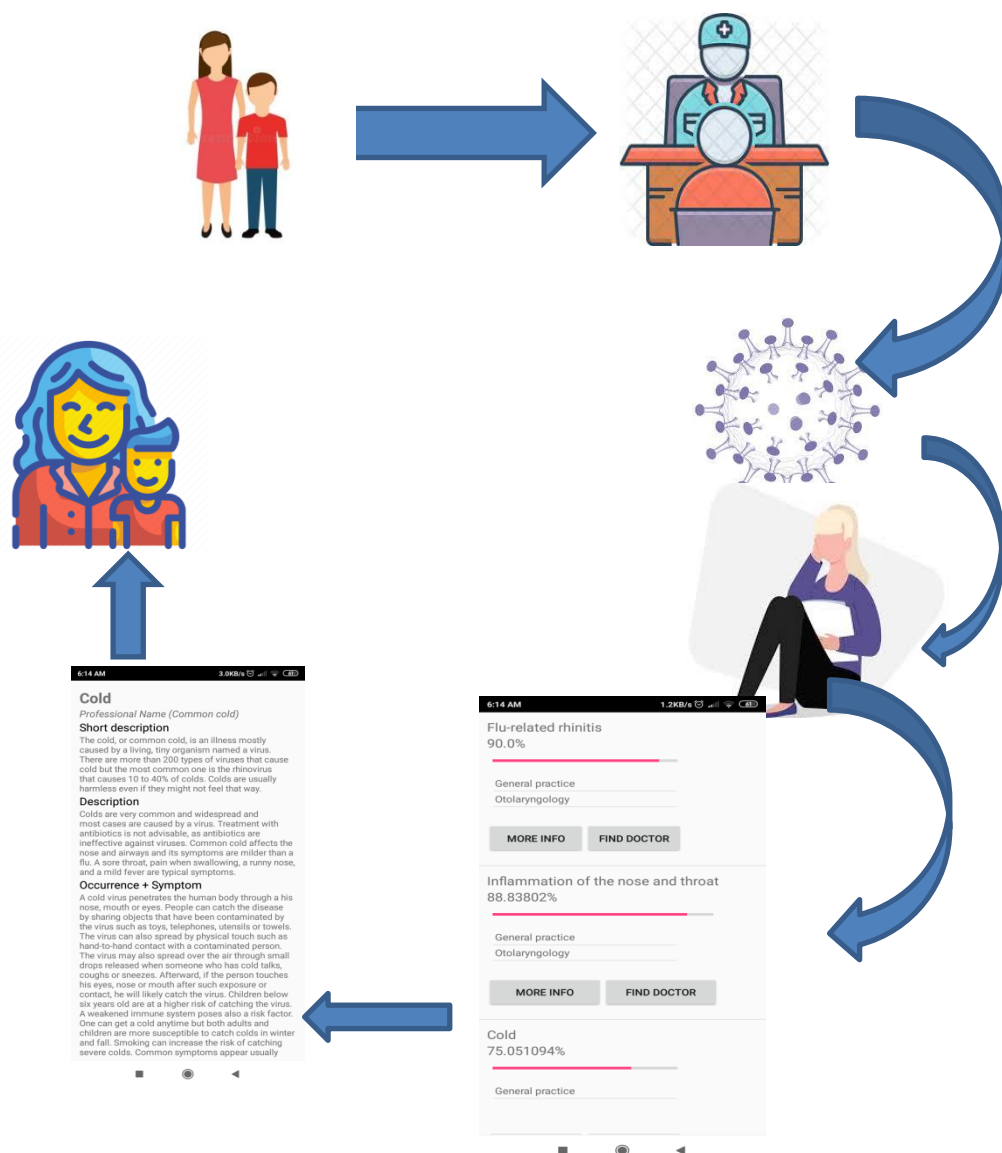 6:14 AM 3.0KB/s 61
Cold
Professional Name (Common cold)
Short description
The cold, or common cold, is an illness mostly
caused by a living, tiny organism named a virus.
There are more than 200 types of viruses that cause
cold but the most common one is the rhinovirus
that causes 10 to 40% of colds. Colds are usually
harmless even if they might not feel that way.
Description
Colds are very common and widespread and
most cases are caused by a virus. Treatment with
antibiotics is not advisable, as antibiotics are
ineffective against viruses. Common cold affects the
nose and airways and its symptoms are milder than a
flu. A sore throat, pain when swallowing, a runny nose,
and a mild fever are typical symptoms.
Occurrence + Symptom
A cold virus penetrates the human body through a his
nose, mouth or eyes. People can catch the disease
by sharing objects that have been contaminated by
the virus such as toys, telephones, utensils or towels.
The virus can also spread by physical touch such as
hand-to-hand contact with a contaminated person.
The virus may also spread over the air through small
drops released when someone who has cold talks,
coughs or sneezes. Afterward, if the person touches
his eyes, nose or mouth after such exposure or
contact, he will likely catch the virus. Children below
six years old are at a higher risk of catching the virus.
A weakened immune system poses also a risk factor.
One can get a cold anytime but both adults and
children are more susceptible to catch colds in winter
and fall. Smoking can increase the risk of catching
severe colds. Common symptoms appear usually
6:14 AM 1.2KB/s 61
Flu-related rhinitis
90.0%
General practice
Otolaryngology
MORE INFO FIND DOCTOR
Inflammation of the nose and throat
88.83802%
General practice
Otolaryngology
MORE INFO FIND DOCTOR
Cold
75.051094%
General practice